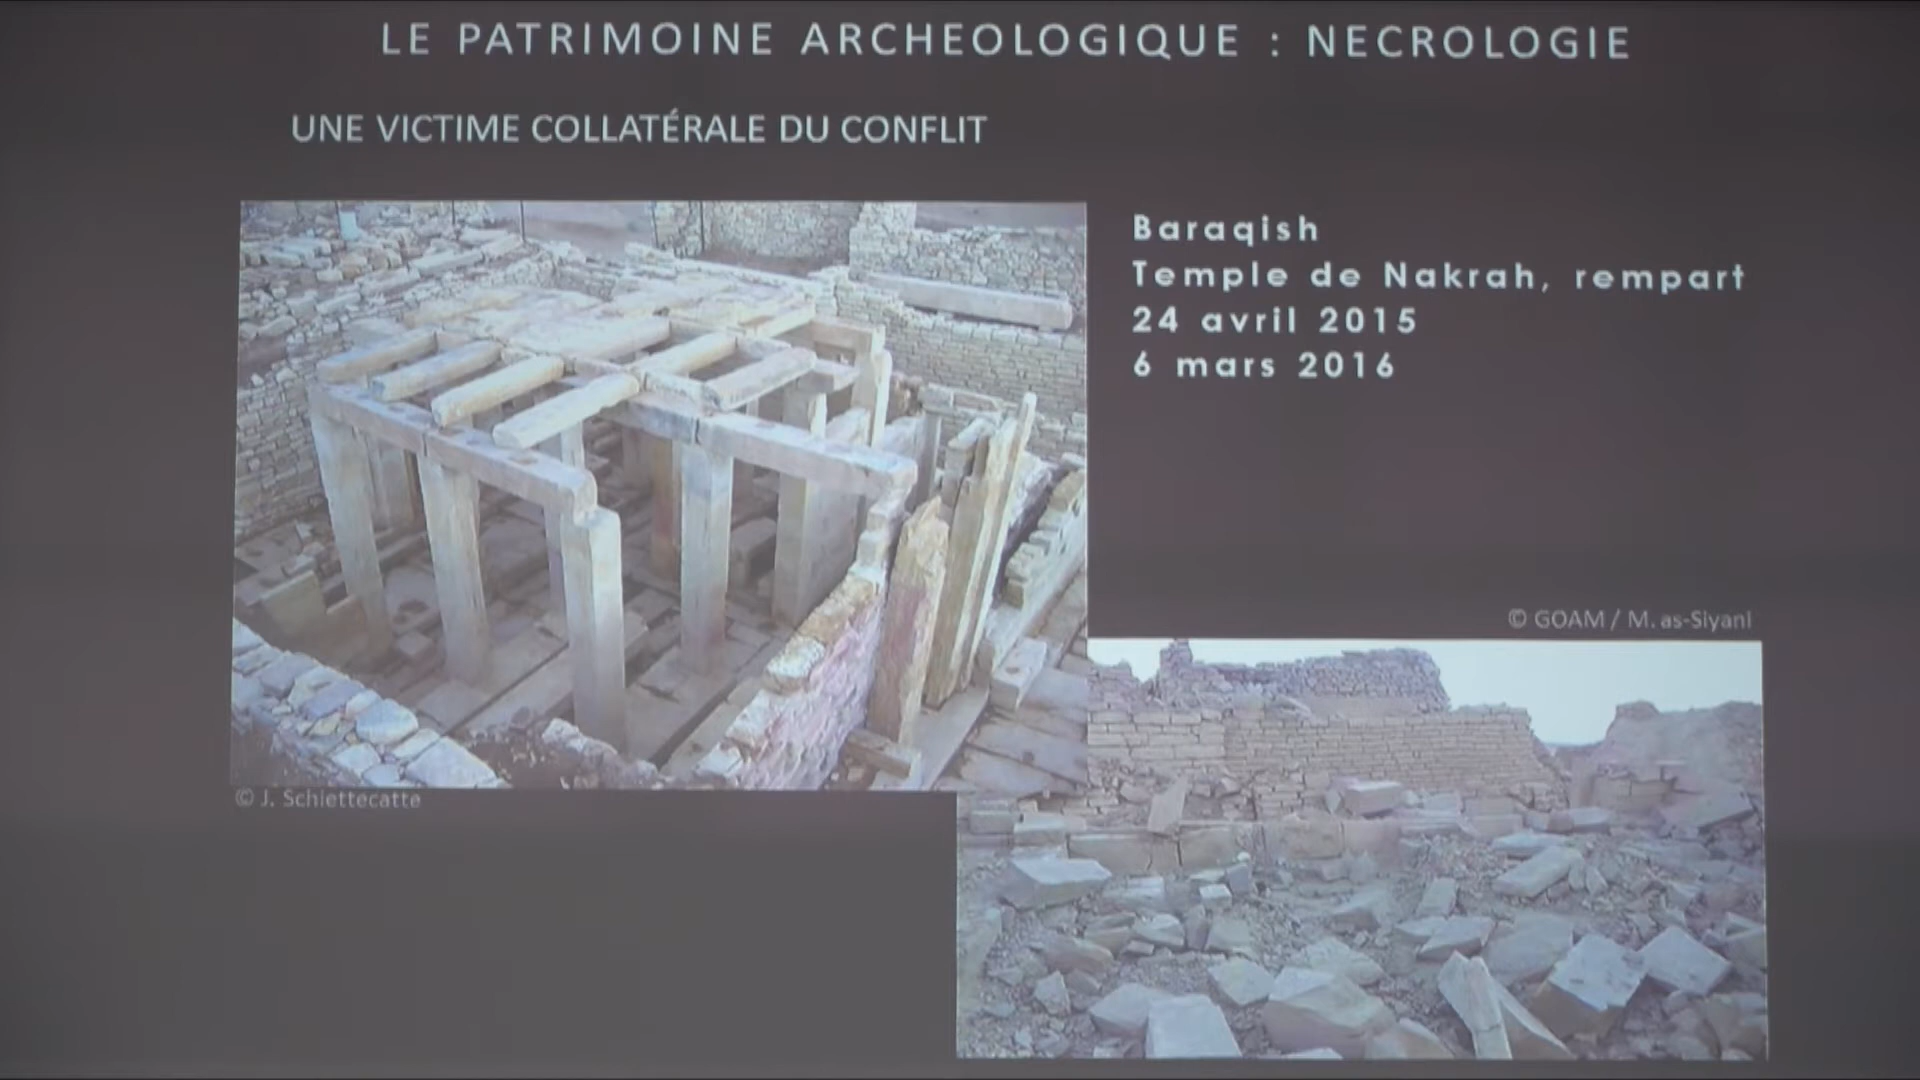 LE PATRIMOINE ARCHEOLOGIQUE : NECROLOGIE
UNE VICTIME COLLATÉRALE DU CONFLIT
Baraqish
Temple de Nakrah, rempart
24 avril 2015
6 mars 2016
© GOAM / M. as-Siyani
© J. Schiettecatte